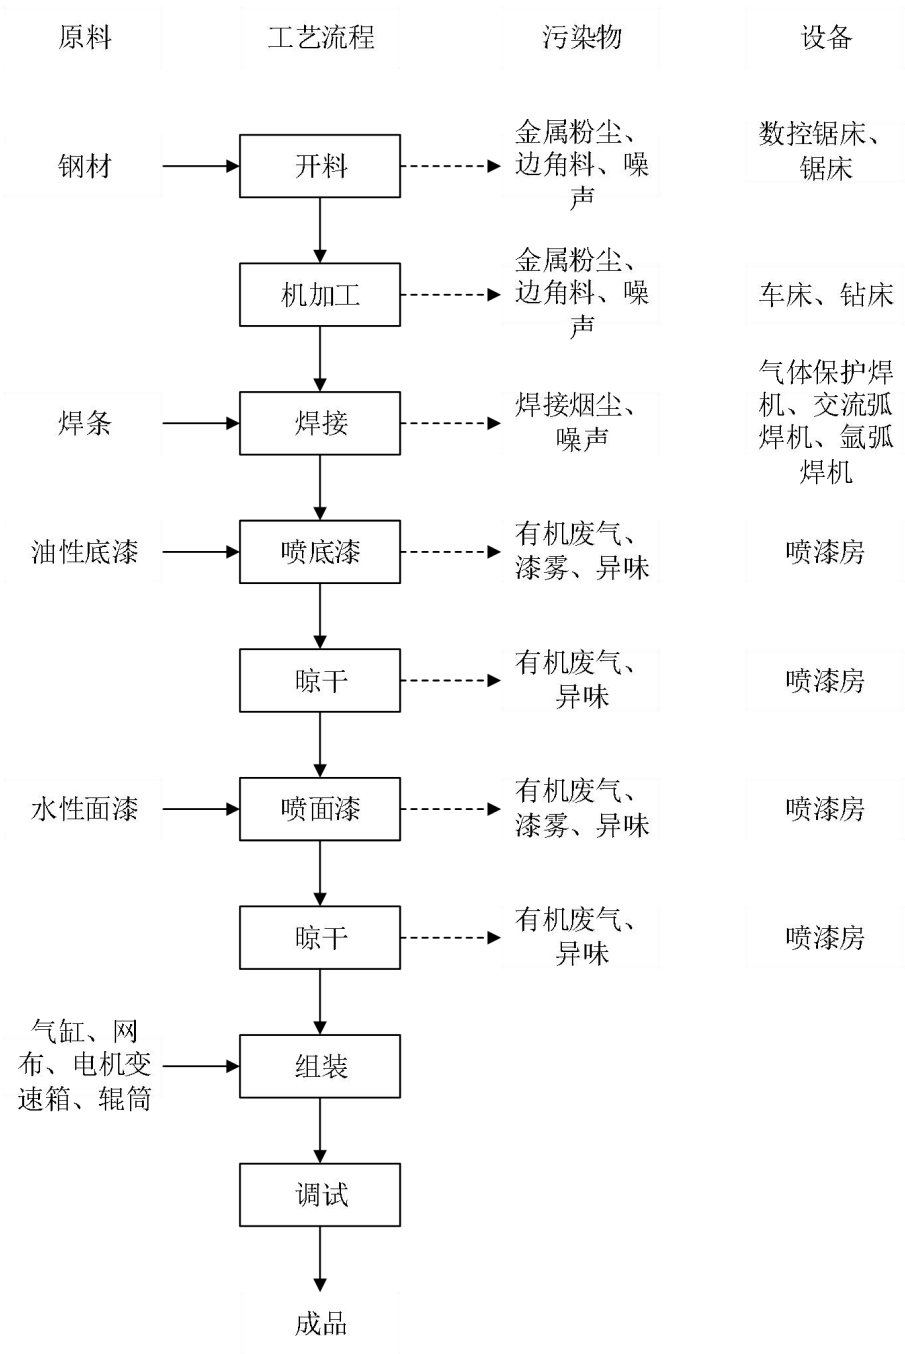 原料 工艺流程 污染物 设备
钢材
开料
金属粉尘、
边角料、噪
声
数控锯床、
锯床
机加工
金属粉尘、
边角料、噪
声
车床、钻床
焊条
焊接
焊接烟尘、
噪声
气体保护焊
机、交流弧
焊机、氩弧
焊机
油性底漆
喷底漆
有机废气、
漆雾、异味
喷漆房
晾干
有机废气、
异味
喷漆房
水性面漆
喷面漆
有机废气、
漆雾、异味
喷漆房
晾干
有机废气、
异味
喷漆房
气缸、网
布、电机变
速箱、辊筒
组装
调试
成品